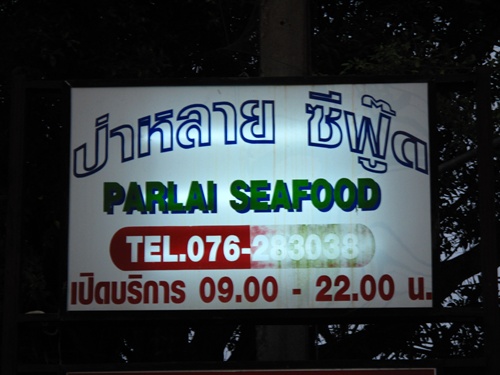 ป่าหลาย ซีฟู๊ด
PARLAI SEAFOOD
TEL.076-283038
เปิดบริการ 09.00 - 22.00 น.